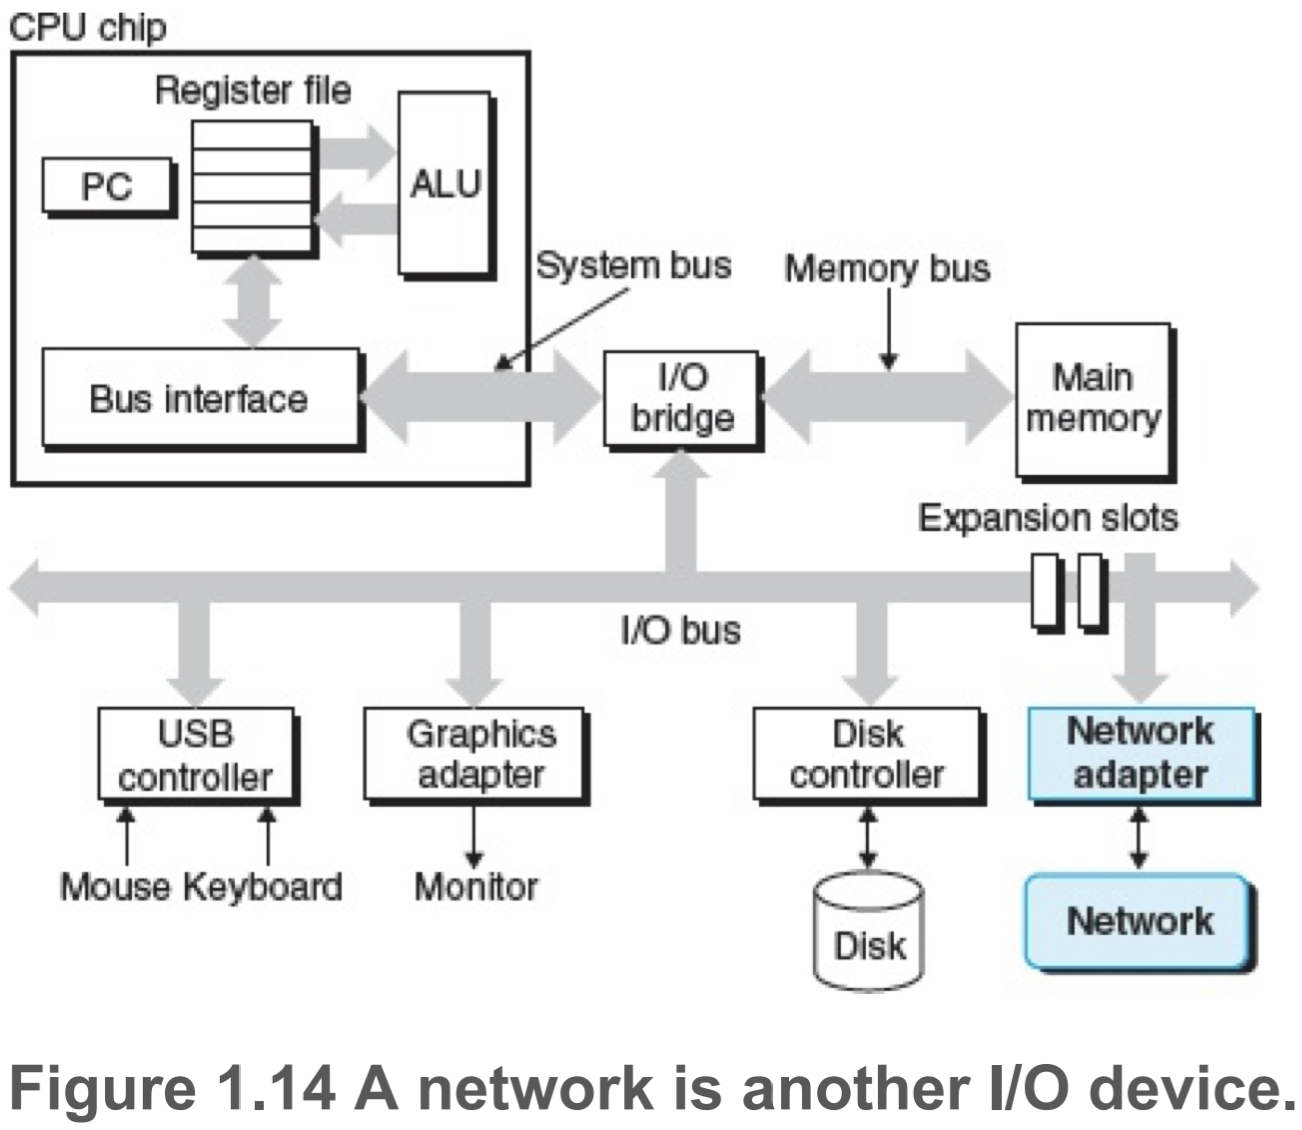 CPU chip
Register file
PC
ALU
System bus
Memory bus
Bus interface
I/O
bridge
Main
memory
Expansion slots
I/O bus
USB
controller
Graphics
adapter
Disk
controller
Network
adapter
Mouse Keyboard
Monitor
Disk
Network
Figure 1.14 A network is another I/O device.